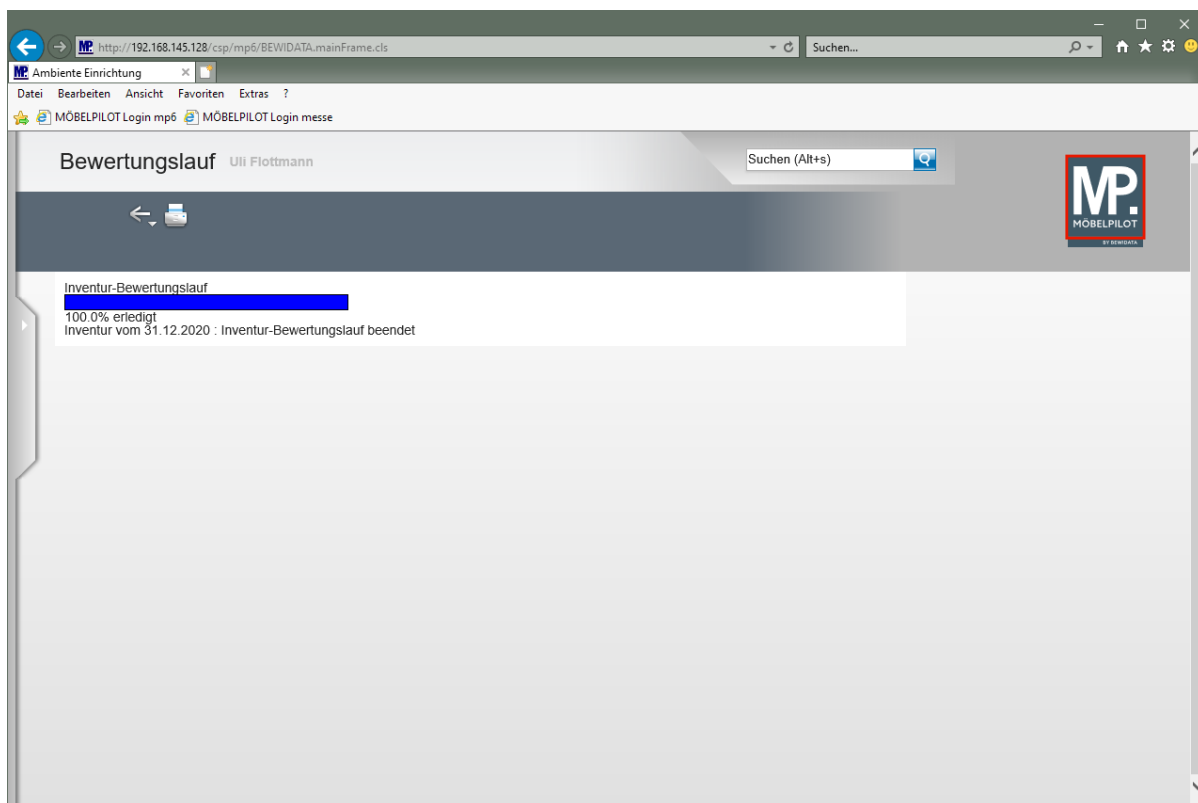 http://192.168.145.128/csp/mp6/BEWIDATA.mainFrame.cls
Suchen...
MP. Ambiente Einrichtung
Datei Bearbeiten Ansicht Favoriten Extras ?
MÖBELPILOT Login mp6 MÖBELPILOT Login messe
Bewertungslauf Uli Flottmann
Suchen (Alt+s)
MP.
MÖBELPILOT
BY BEWIDATA
Inventur-Bewertungslauf
100.0% erledigt
Inventur vom 31.12.2020 : Inventur-Bewertungslauf beendet